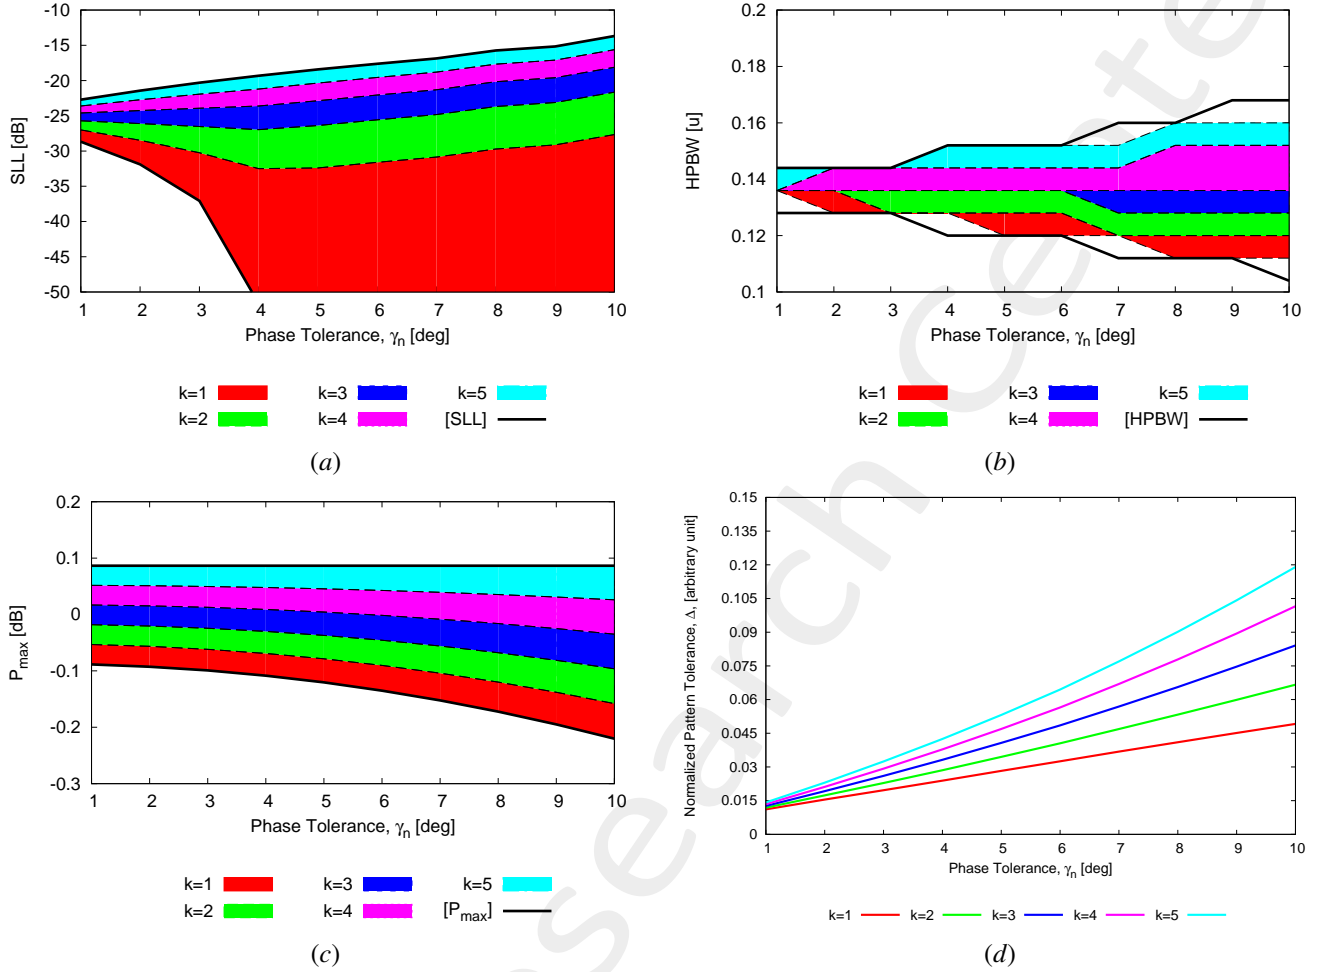 -10
-15
-20
-25
-30
-35
-40
-45
-50
SLL [dB]
1 2 3 4 5 6 7 8 9 10
Phase Tolerance, γn [deg]
k=1 k=3 k=5
k=2 k=4 [SLL]
(a)
0.2
0.18
0.16
0.14
0.12
0.1
HPBW [u]
1 2 3 4 5 6 7 8 9 10
Phase Tolerance, γn [deg]
k=1 k=3 k=5
k=2 k=4 [HPBW]
(b)
0.2
0.1
0
-0.1
-0.2
-0.3
Pmax [dB]
1 2 3 4 5 6 7 8 9 10
Phase Tolerance, γn [deg]
k=1 k=3 k=5
k=2 k=4 [Pmax]
(c)
0.15
0.135
0.12
0.105
0.09
0.075
0.06
0.045
0.03
0.015
0
Normalized Pattern Tolerance, Δ, [arbitrary unit]
1 2 3 4 5 6 7 8 9 10
Phase Tolerance, γn [deg]
k=1 k=2 k=3 k=4 k=5
(d)